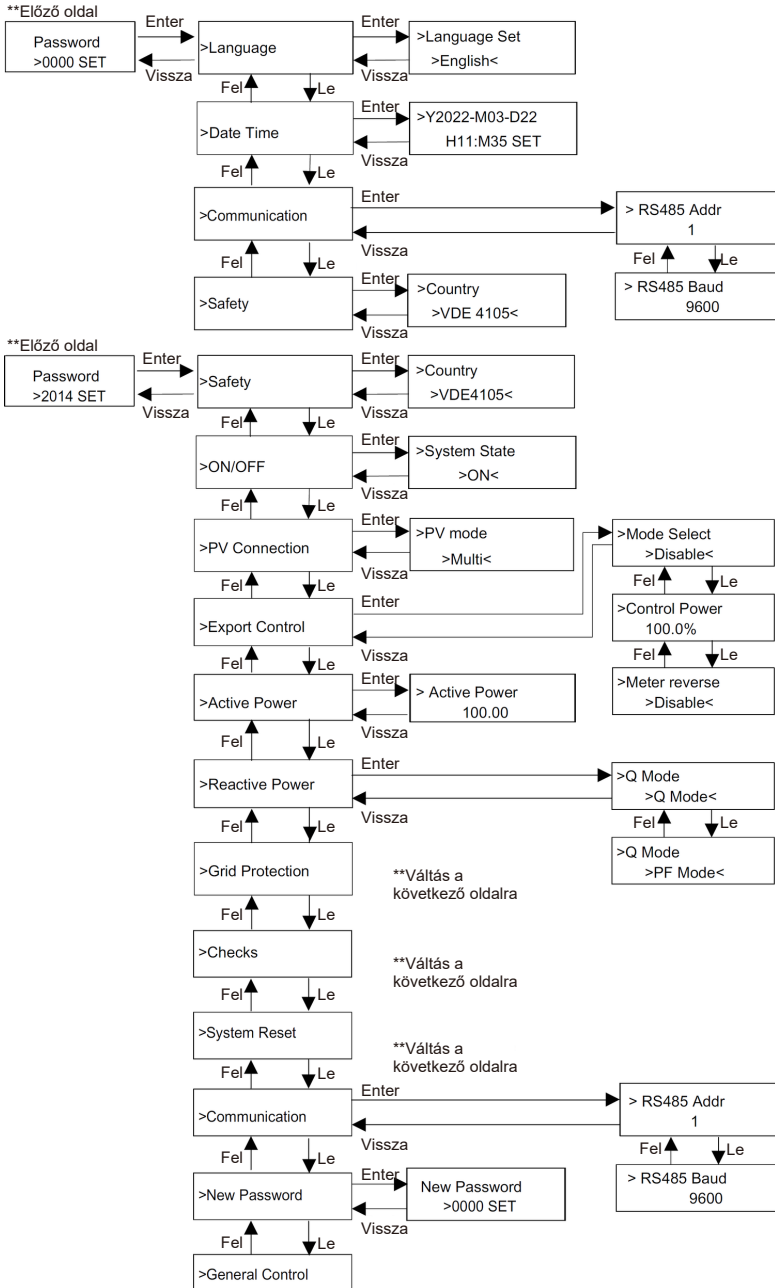 **Előző oldal
Password
>0000 SET
Enter
Vissza
>Language
Enter
Vissza
>Language Set
>English<
Fel
Le
>Date Time
Enter
Vissza
>Y2022-M03-D22
H11:M35 SET
Fel
Le
>Communication
Enter
Vissza
> RS485 Addr
1
Fel
Le
> RS485 Baud
9600
Fel
Le
>Safety
Enter
Vissza
>Country
>VDE 4105<
**Előző oldal
Password
>2014 SET
Enter
Vissza
>Safety
Enter
Vissza
>Country
>VDE4105<
Fel
Le
>ON/OFF
Enter
Vissza
>System State
>ON<
Fel
Le
>PV Connection
Enter
Vissza
>PV mode
>Multi<
Fel
Le
>Export Control
Enter
Vissza
>Mode Select
>Disable<
Fel
Le
>Control Power
100.0%
Fel
Le
>Meter reverse
>Disable<
Fel
Le
>Active Power
Enter
Vissza
> Active Power
100.00
Fel
Le
>Reactive Power
Enter
Vissza
>Q Mode
>Q Mode<
Fel
Le
>Q Mode
>PF Mode<
Fel
Le
>Grid Protection
**Váltás a
következő oldalra
Fel
Le
>Checks
**Váltás a
következő oldalra
Fel
Le
>System Reset
**Váltás a
következő oldalra
Fel
Le
>Communication
Enter
Vissza
> RS485 Addr
1
Fel
Le
> RS485 Baud
9600
Fel
Le
>New Password
Enter
Vissza
New Password
>0000 SET
Fel
Le
>General Control